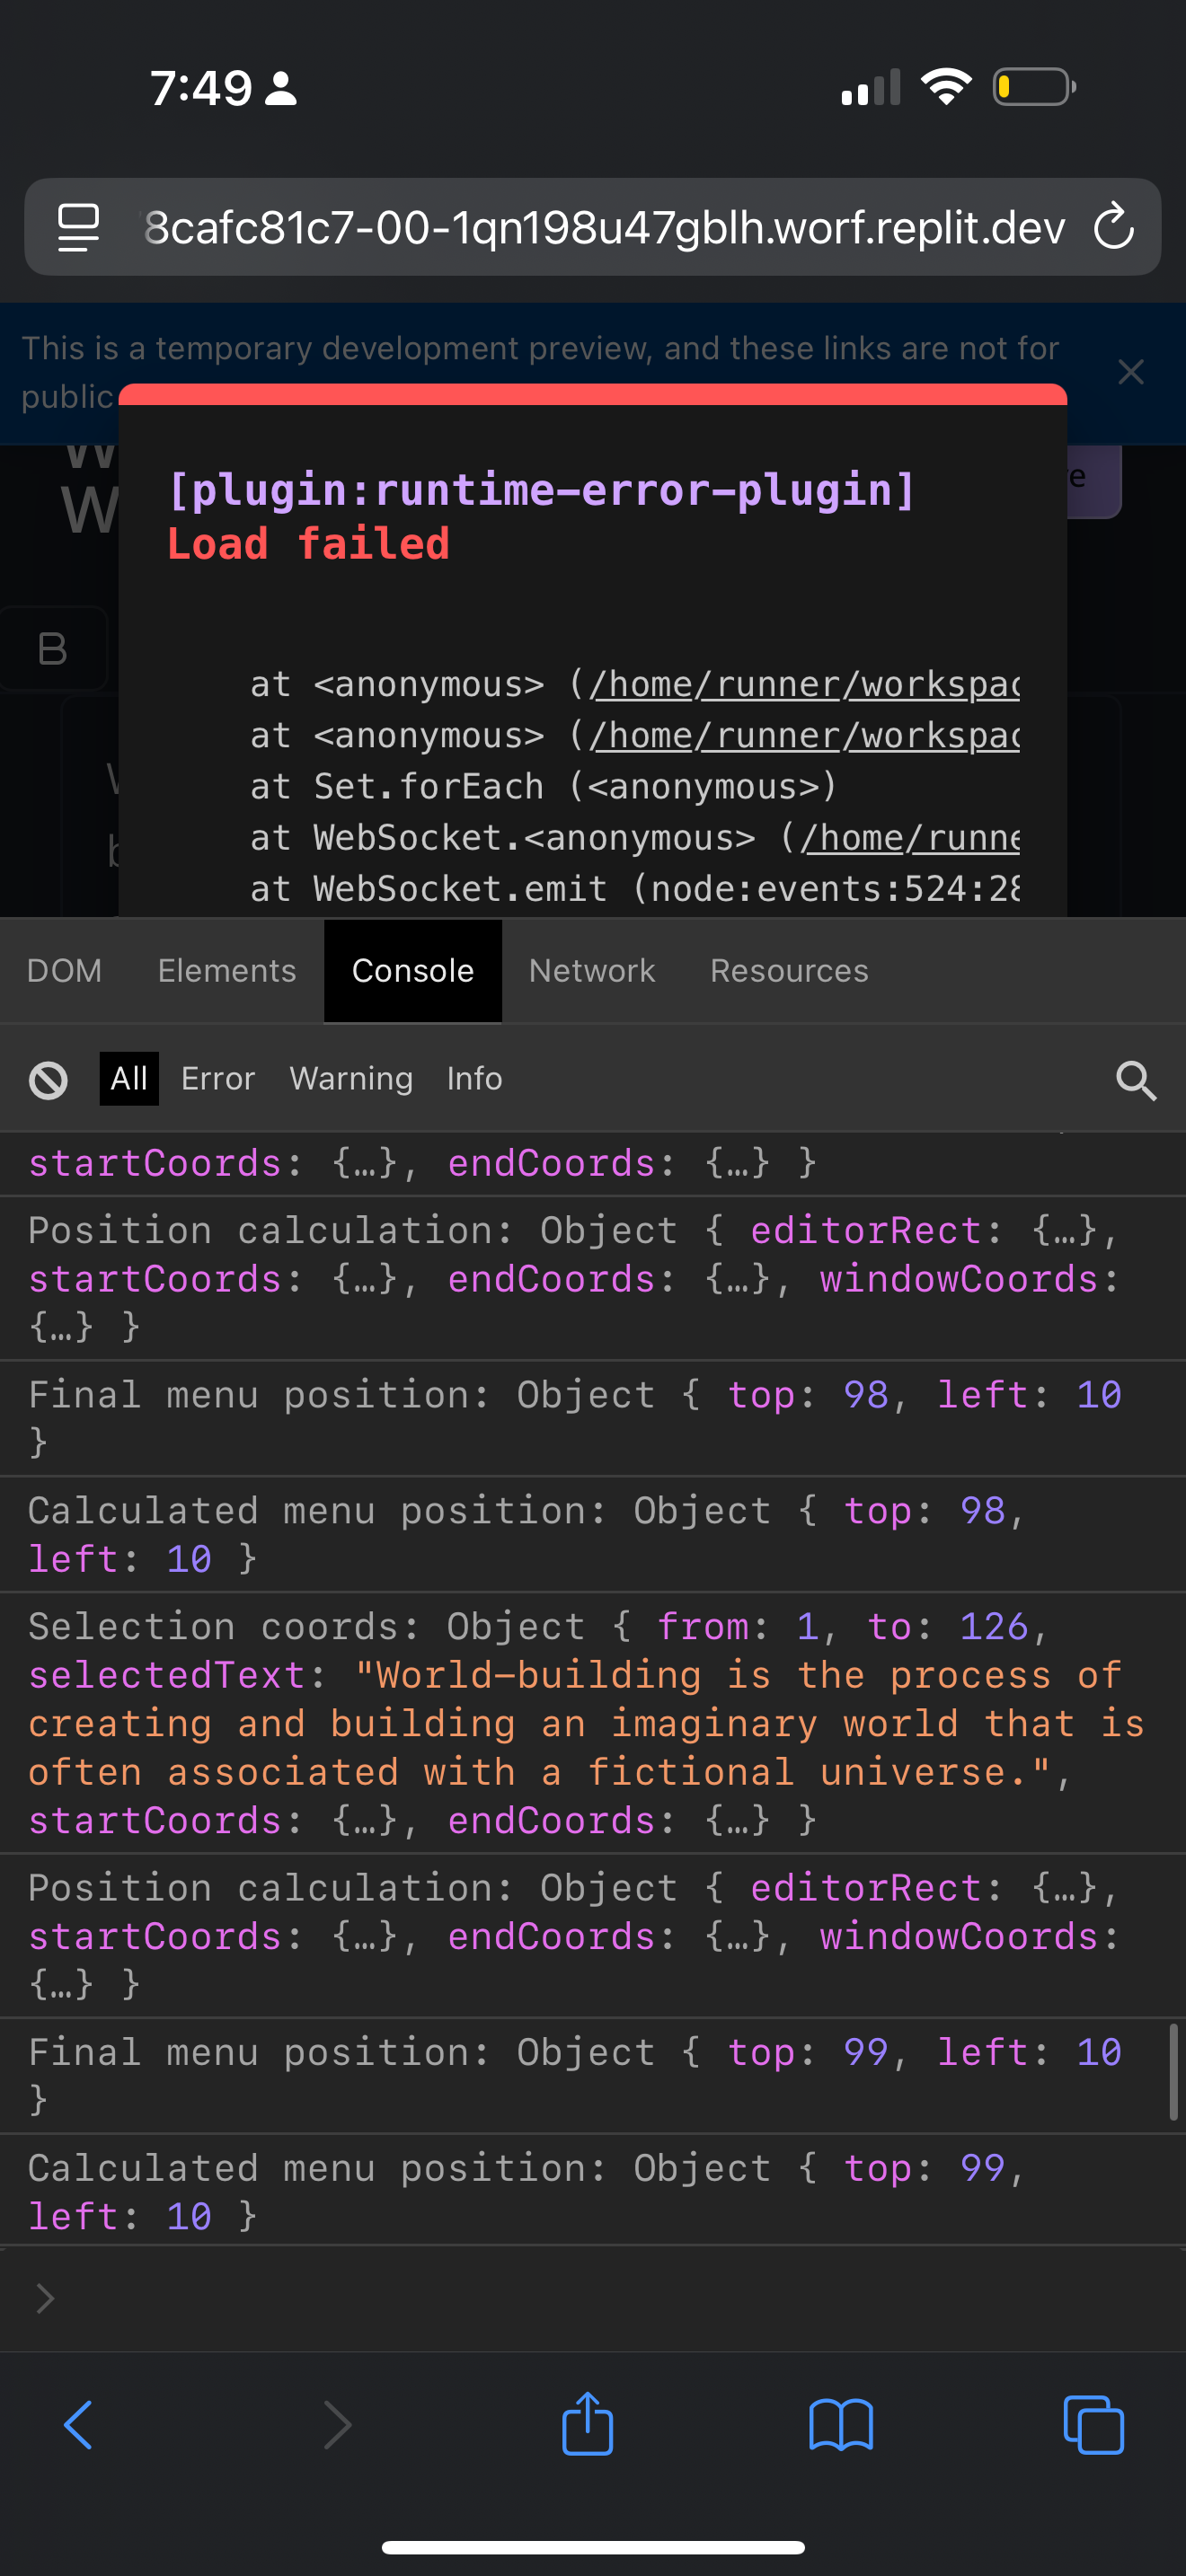 7:49
8cafc81c7-00-1qn198u47gblh.worf.replit.dev
This is a temporary development preview, and these links are not for
public
[plugin:runtime-error-plugin]
Load failed
W
B
at <anonymous> (/home/runner/workspac
at <anonymous> (/home/runner/workspac
at Set.forEach (<anonymous>)
at WebSocket.<anonymous> (/home/runne
at WebSocket.emit (node:events:524:28
DOM Elements Console Network Resources
All Error Warning Info
startCoords: {…}, endCoords: {…} }
Position calculation: Object { editorRect: {…},
startCoords: {…}, endCoords: {…}, windowCoords:
{…} }
Final menu position: Object { top: 98, left: 10
}
Calculated menu position: Object { top: 98,
left: 10 }
Selection coords: Object { from: 1, to: 126,
selectedText: "World-building is the process of
creating and building an imaginary world that is
often associated with a fictional universe.",
startCoords: {…}, endCoords: {…} }
Position calculation: Object { editorRect: {…},
startCoords: {…}, endCoords: {…}, windowCoords:
{…} }
Final menu position: Object { top: 99, left: 10
}
Calculated menu position: Object { top: 99,
left: 10 }